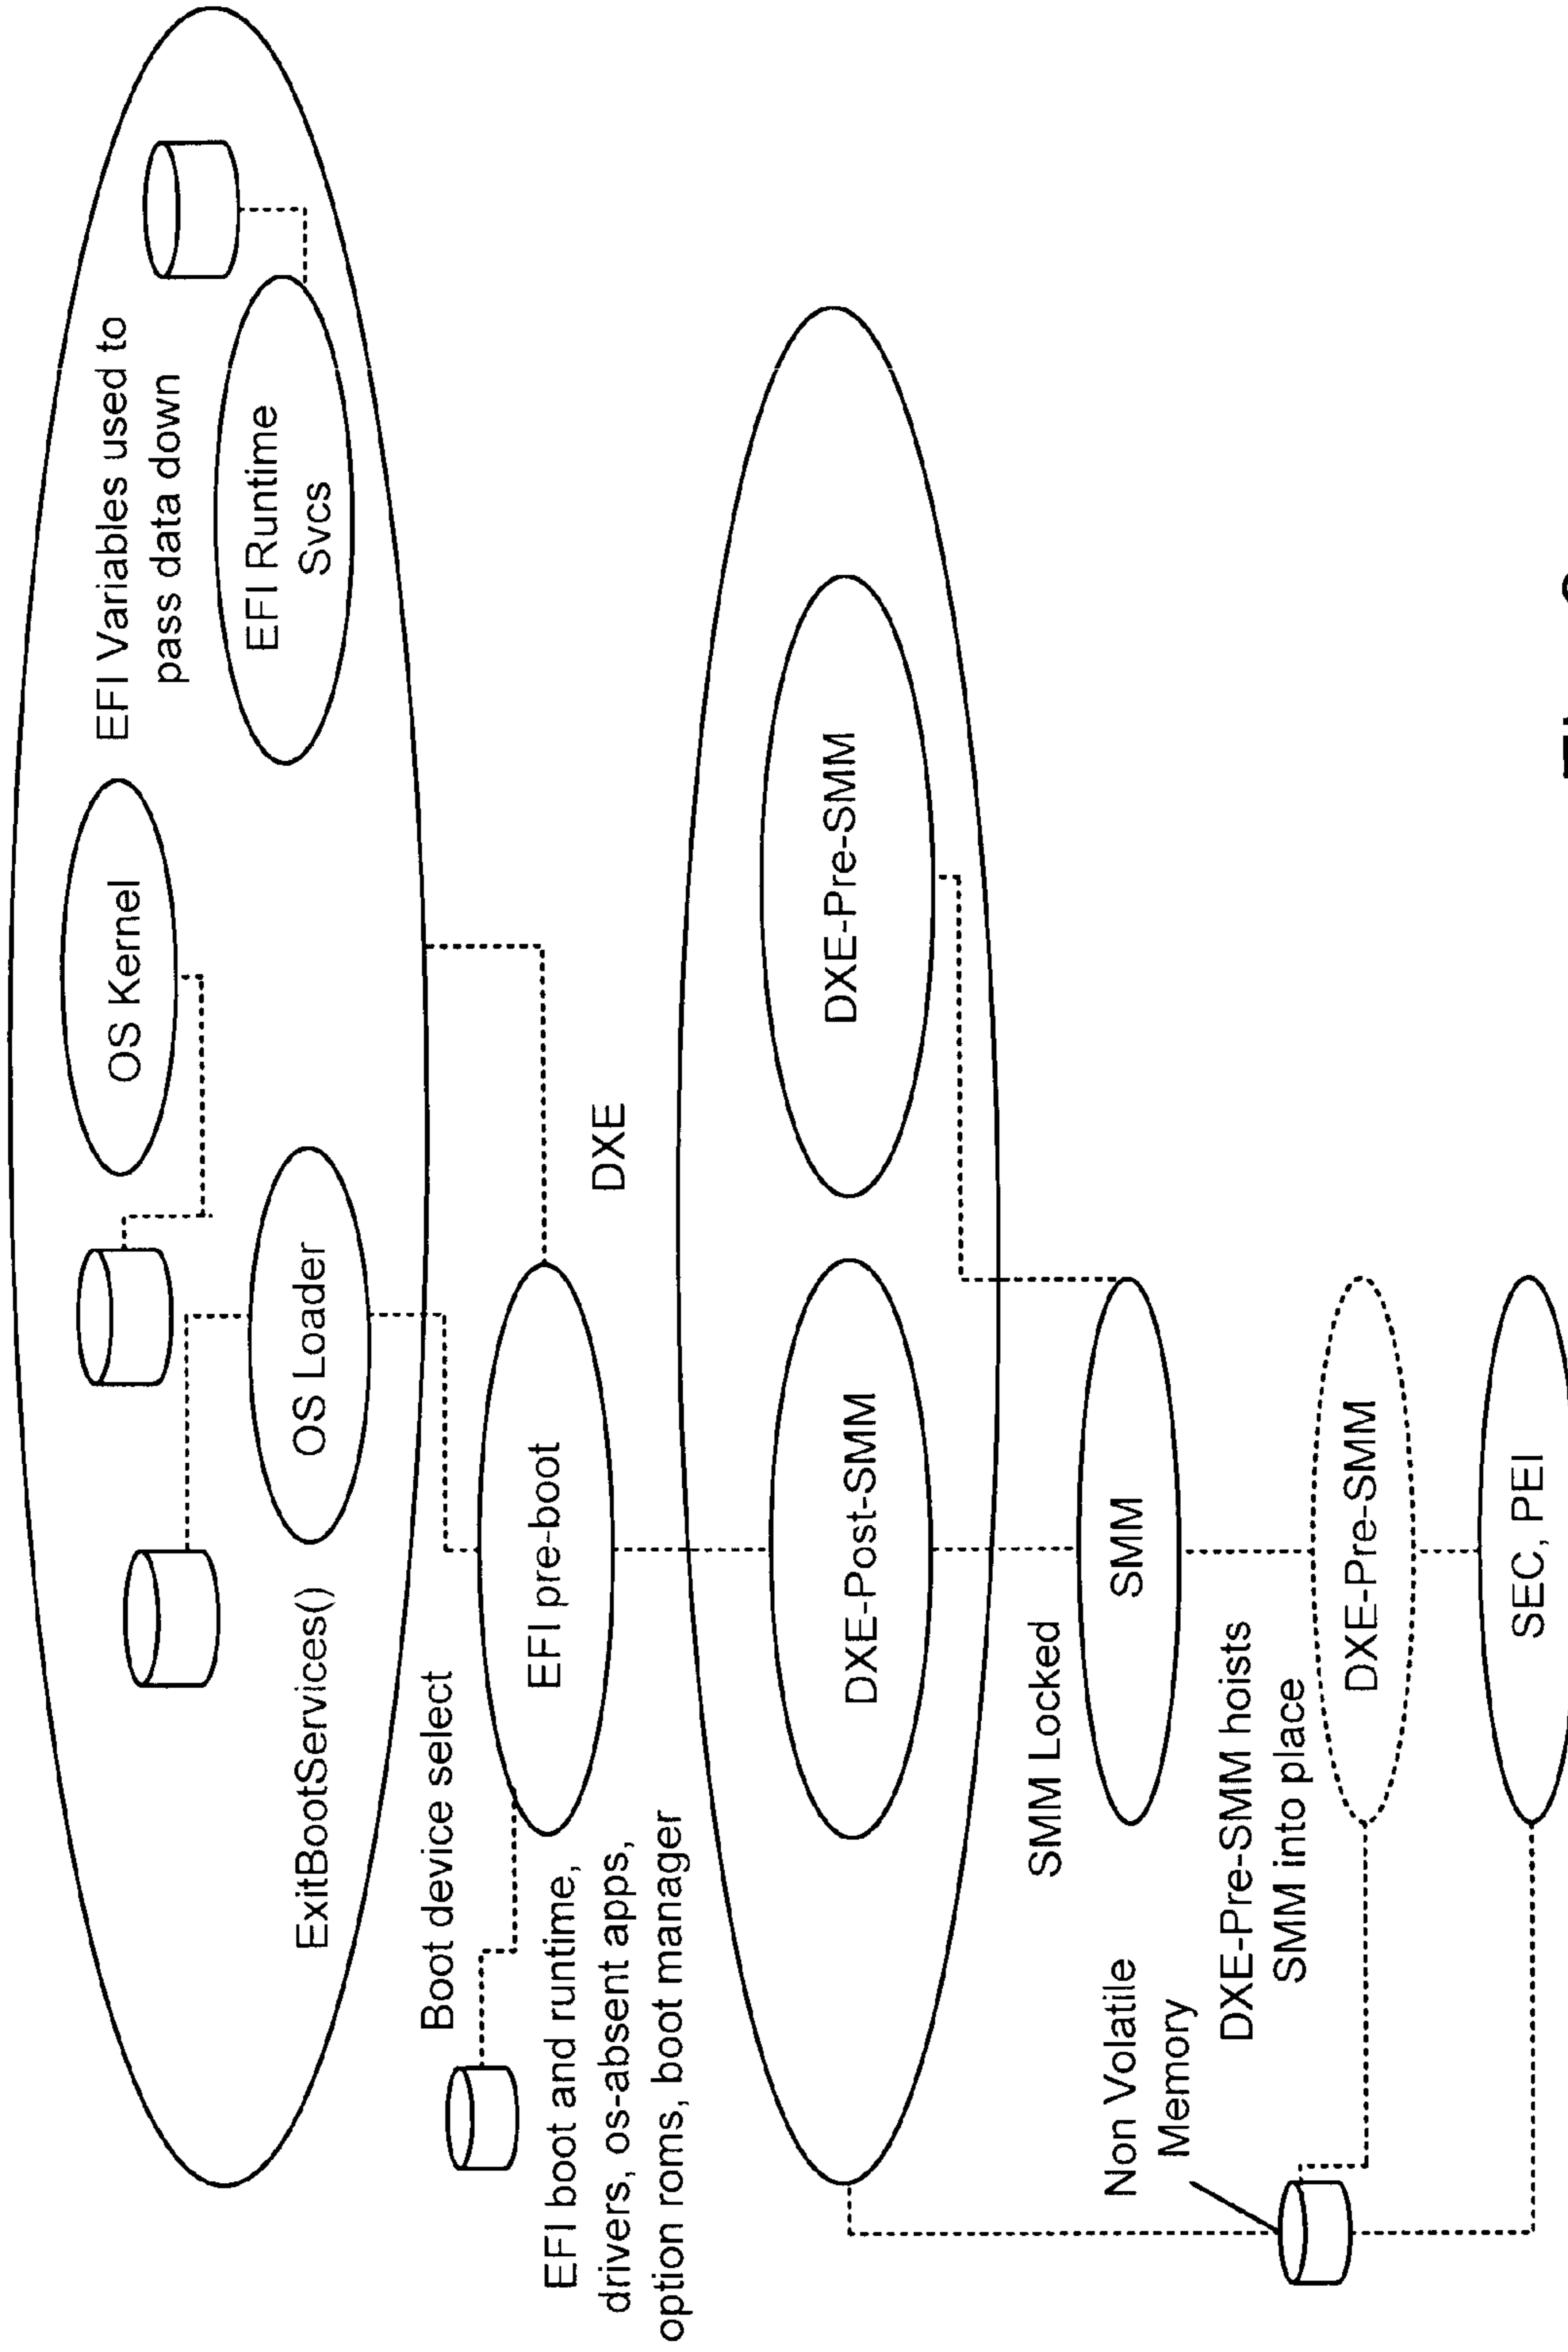 OS Kernel
EFI Variables used to
pass data down
OS Loader
EFI Runtime
Svcs
ExitBootServices()
Boot device select
EFI pre-boot
EFI boot and runtime,
drivers, os-absent apps,
option roms, boot manager
DXE
DXE-Post-SMM
DXE-Pre-SMM
SMM Locked
SMM
Non Volatile
Memory
DXE-Pre-SMM hoists
SMM into place
DXE-Pre-SMM
SEC, PEI